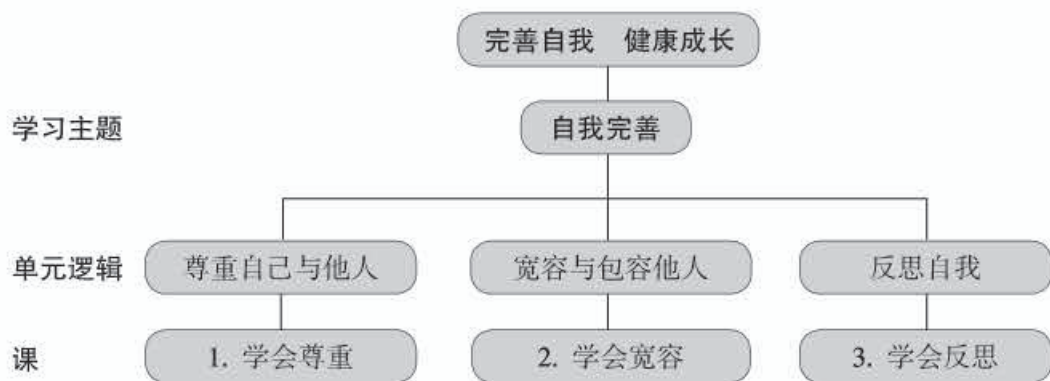 完善自我 健康成长
学习主题 自我完善
单元逻辑 尊重自己与他人 宽容与包容他人 反思自我
课 1. 学会尊重 2. 学会宽容 3. 学会反思